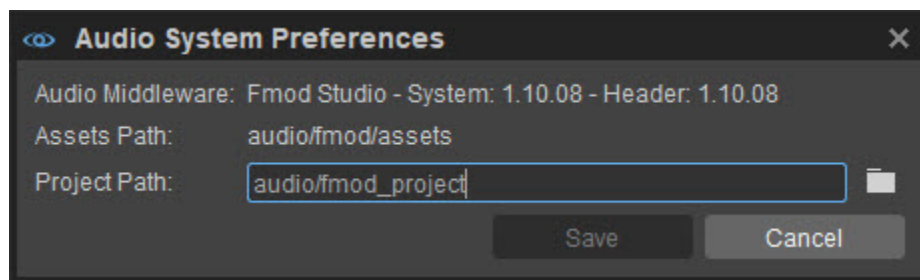 Audio System Preferences
Audio Middleware: Fmod Studio - System: 1.10.08 - Header: 1.10.08
Assets Path: audio/fmod/assets
Project Path: audio/fmod_project
Save Cancel